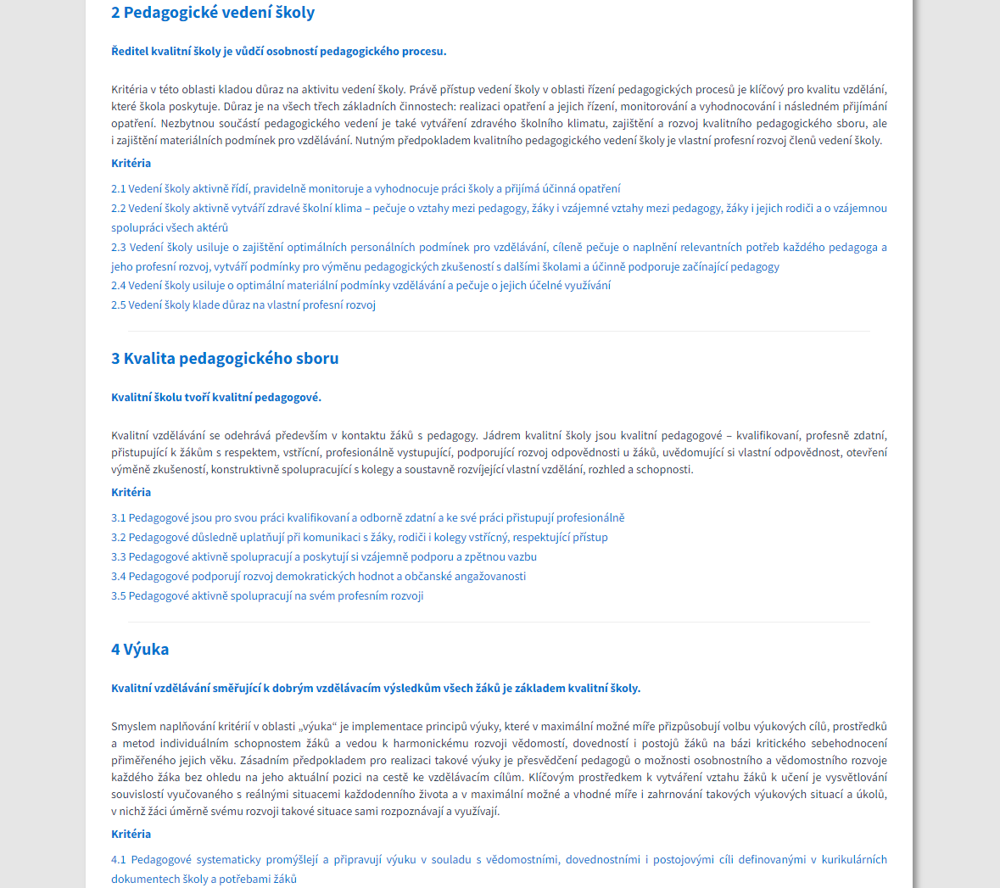 2 Pedagogické vedení školy
Ředitel kvalitní školy je vůdčí osobností pedagogického procesu.
Kritéria v této oblasti kladou důraz na aktivitu vedení školy. Právě přístup vedení školy v oblasti řízení pedagogických procesů je klíčový pro kvalitu vzdělání,
které škola poskytuje. Důraz je na všech třech základních činnostech: realizaci opatření a jejich řízení, monitorování a vyhodnocování i následném přijímání
opatření. Nezbytnou součástí pedagogického vedení je také vytváření zdravého školního klimatu, zajištění a rozvoj kvalitního pedagogického sboru, ale
i zajištění materiálních podmínek pro vzdělávání. Nutným předpokladem kvalitního pedagogického vedení školy je vlastní profesní rozvoj členů vedení školy.
Kritéria
2.1 Vedení školy aktivně řídí, pravidelně monitoruje a vyhodnocuje práci školy a přijímá účinná opatření
2.2 Vedení školy aktivně vytváří zdravé školní klima – pečuje o vztahy mezi pedagogy, žáky i vzájemné vztahy mezi pedagogy, žáky i jejich rodiči a o vzájemnou
spolupráci všech aktérů
2.3 Vedení školy usiluje o zajištění optimálních personálních podmínek pro vzdělávání, cíleně pečuje o naplnění relevantních potřeb každého pedagoga a
jeho profesní rozvoj, vytváří podmínky pro výměnu pedagogických zkušeností s dalšími školami a účinně podporuje začínající pedagogy
2.4 Vedení školy usiluje o optimální materiální podmínky vzdělávání a pečuje o jejich účelné využívání
2.5 Vedení školy klade důraz na vlastní profesní rozvoj
3 Kvalita pedagogického sboru
Kvalitní školu tvoří kvalitní pedagogové.
Kvalitní vzdělávání se odehrává především v kontaktu žáků s pedagogy. Jádrem kvalitní školy jsou kvalitní pedagogové – kvalifikovaní, profesně zdatní,
přistupující k žákům s respektem, vstřícní, profesionálně vystupující, podporující rozvoj odpovědnosti u žáků, uvědomující si vlastní odpovědnost, otevření
výměně zkušeností, konstruktivně spolupracující s kolegy a soustavně rozvíjející vlastní vzdělání, rozhled a schopnosti.
Kritéria
3.1 Pedagogové jsou pro svou práci kvalifikovaní a odborně zdatní a ke své práci přistupují profesionálně
3.2 Pedagogové důsledně uplatňují při komunikaci s žáky, rodiči i kolegy vstřícný, respektující přístup
3.3 Pedagogové aktivně spolupracují a poskytují si vzájemně podporu a zpětnou vazbu
3.4 Pedagogové podporují rozvoj demokratických hodnot a občanské angažovanosti
3.5 Pedagogové aktivně spolupracují na svém profesním rozvoji
4 Výuka
Kvalitní vzdělávání směřující k dobrým vzdělávacím výsledkům všech žáků je základem kvalitní školy.
Smyslem naplňování kritérií v oblasti „výuka“ je implementace principů výuky, které v maximální možné míře přizpůsobují volbu výukových cílů, prostředků
a metod individuálním schopnostem žáků a vedou k harmonickému rozvoji vědomostí, dovedností i postojů žáků na bázi kritického sebehodnocení
přiměřeného jejich věku. Zásadním předpokladem pro realizaci takové výuky je přesvědčení pedagogů o možnosti osobnostního a vědomostního rozvoje
každého žáka bez ohledu na jeho aktuální pozici na cestě ke vzdělávacím cílům. Klíčovým prostředkem k vytváření vztahu žáků k učení je vysvětlování
souvislostí vyučovaného s reálnými situacemi každodenního života a v maximální možné a vhodné míře i zahrnování takových výukových situací a úkolů,
v nichž žáci úměrně svému rozvoji takové situace sami rozpoznávají a využívají.
Kritéria
4.1 Pedagogové systematicky promýšlejí a připravují výuku v souladu s vědomostními, dovednostními i postojovými cíli definovanými v kurikulárních
dokumentech školy a potřebami žáků